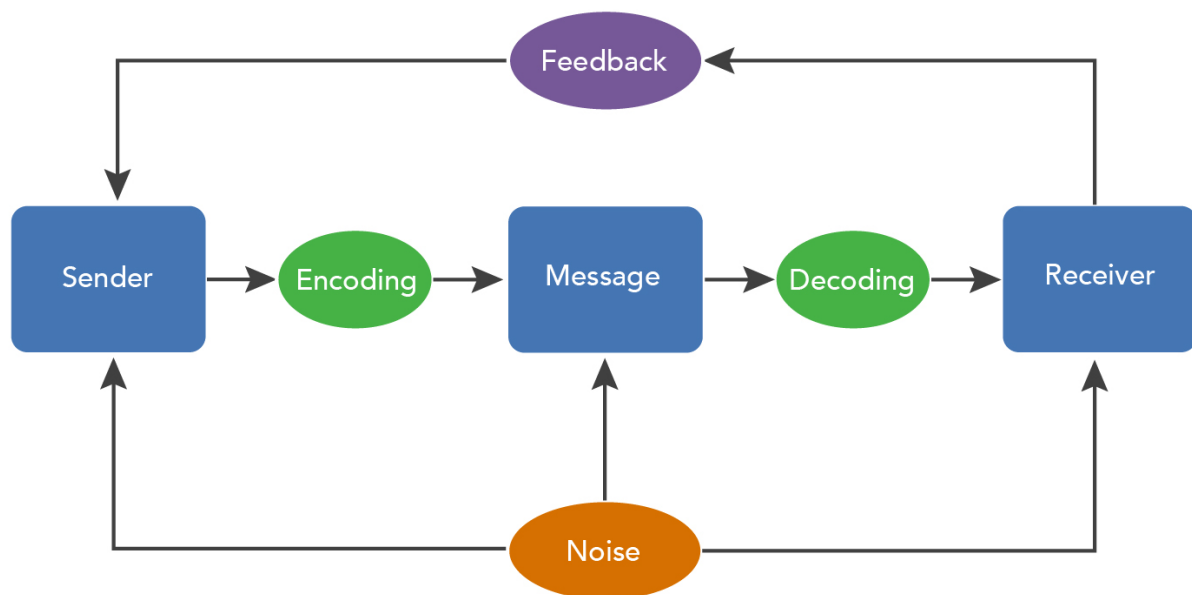 Feedback
Sender
Encoding
Message
Decoding
Receiver
Noise